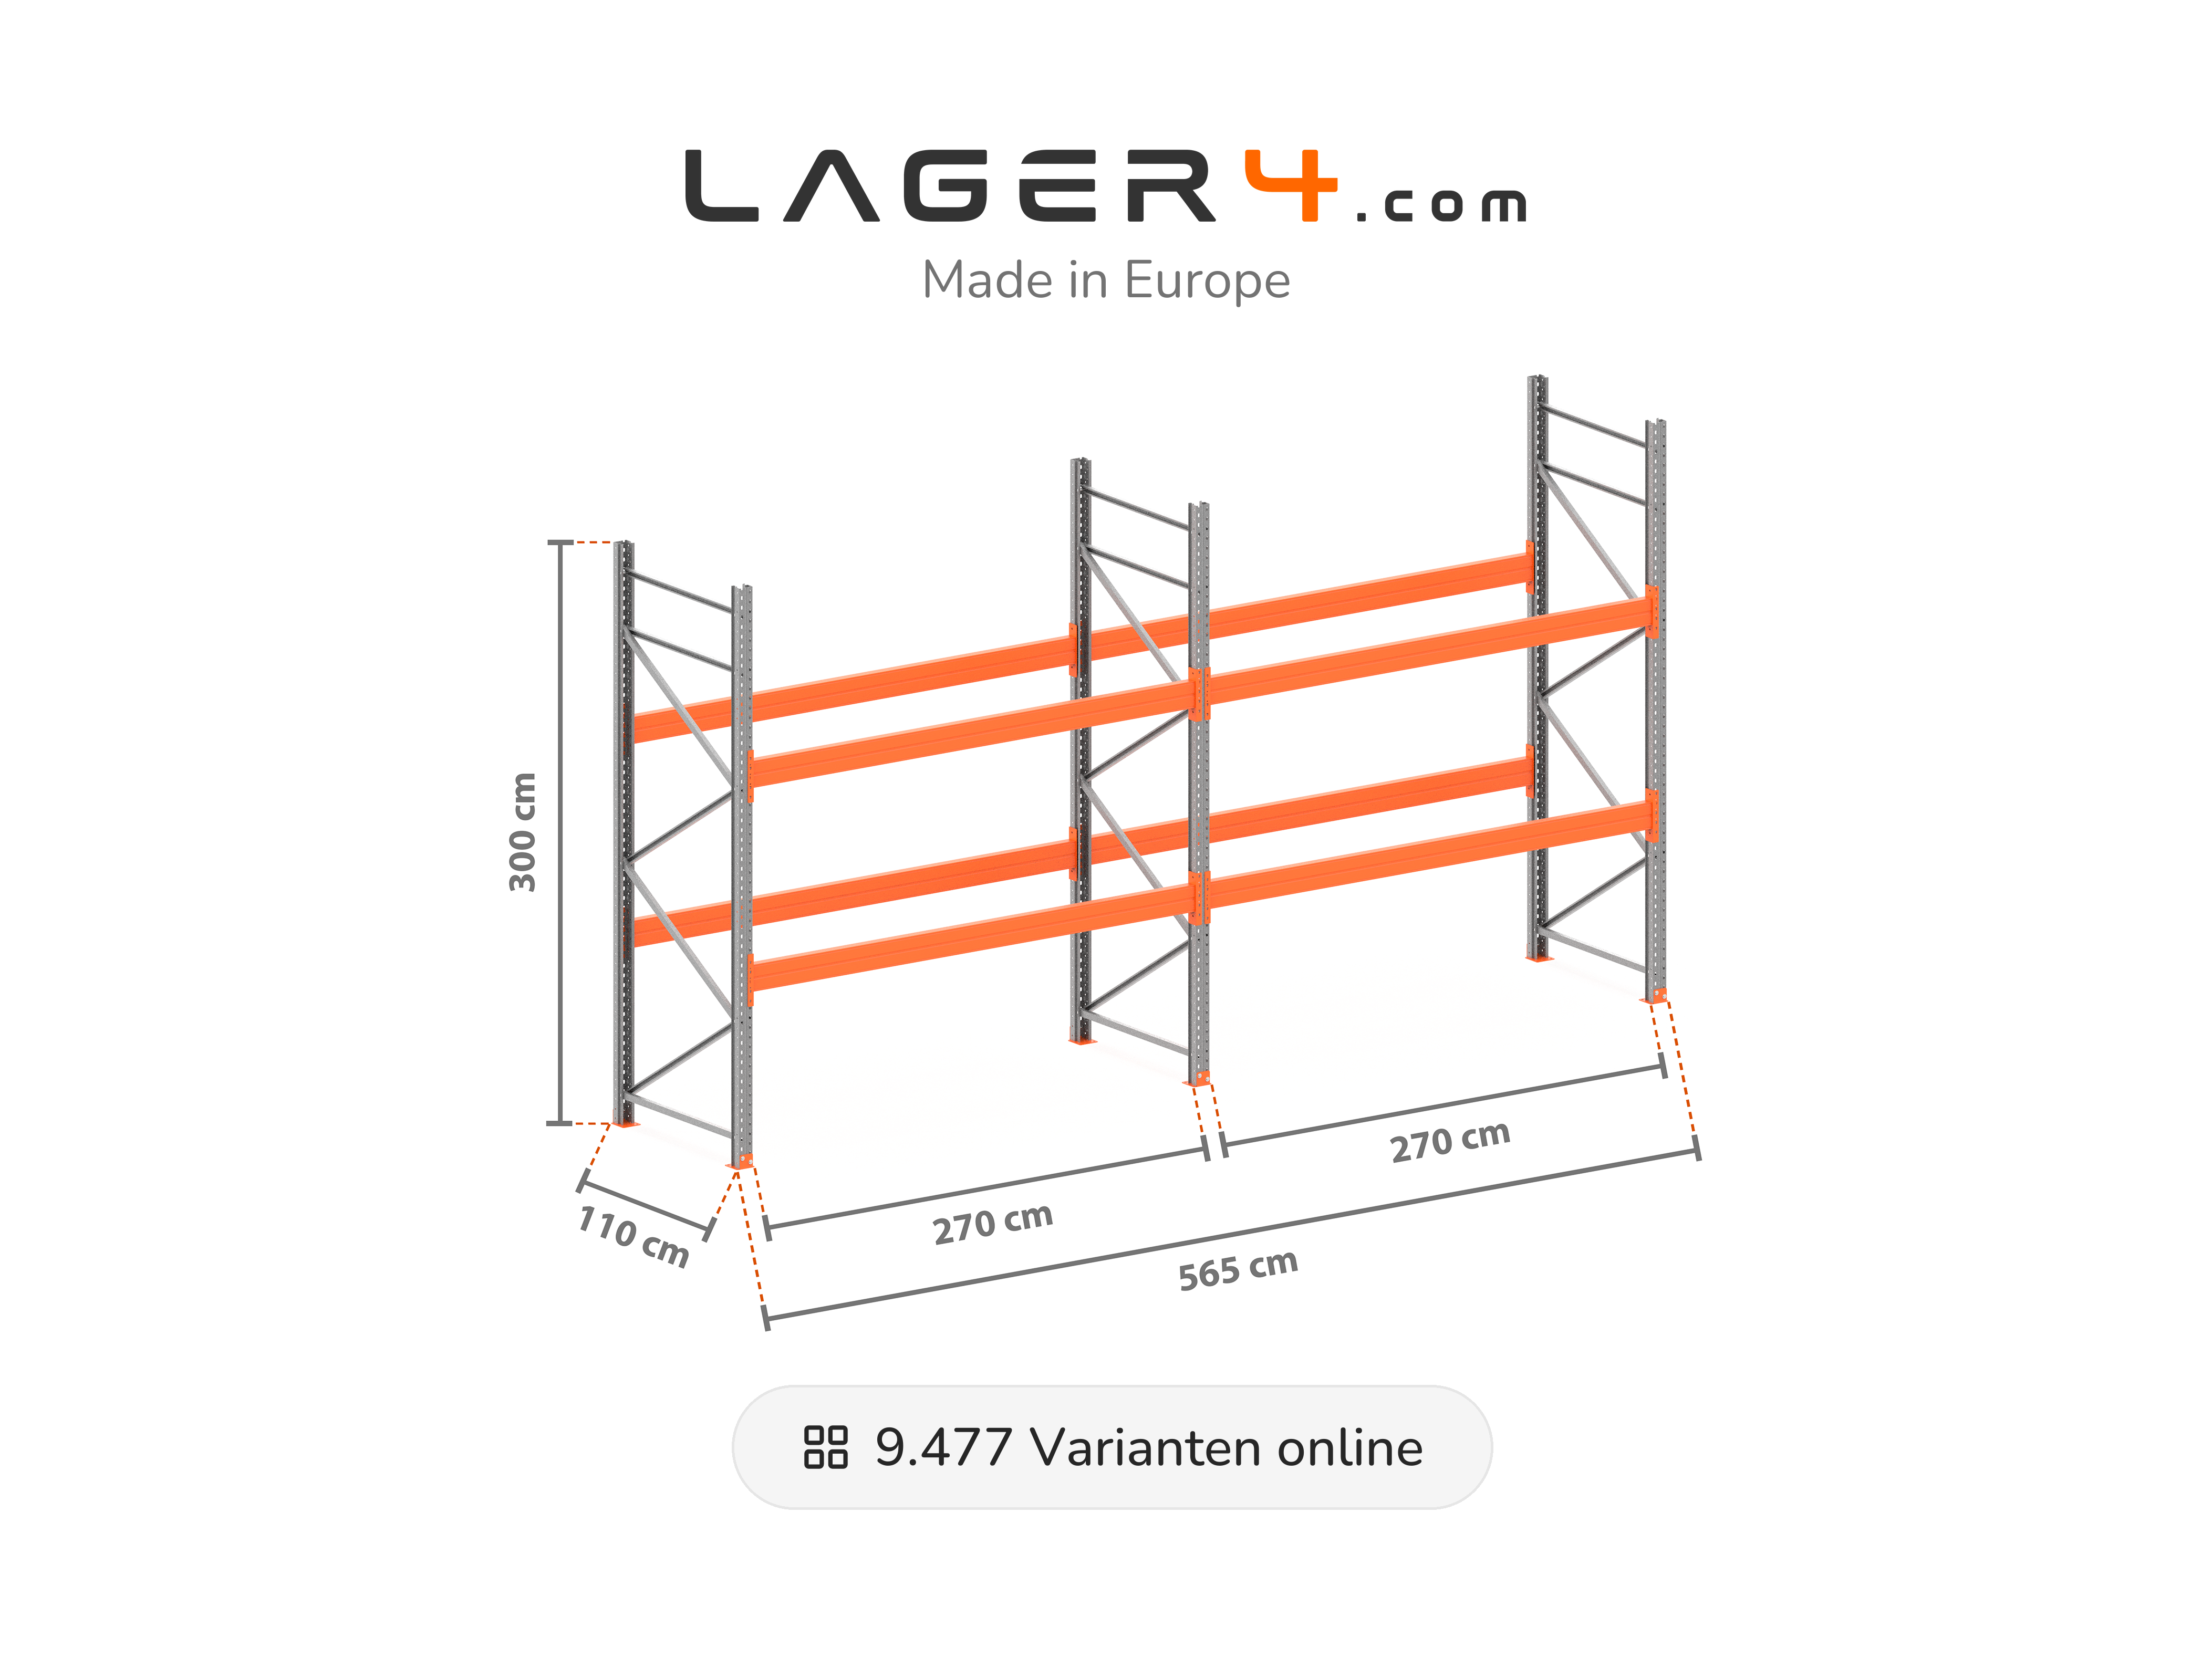 LAGER4.com
Made in Europe
300 cm
110 cm
270 cm
270 cm
565 cm
9.477 Varianten online